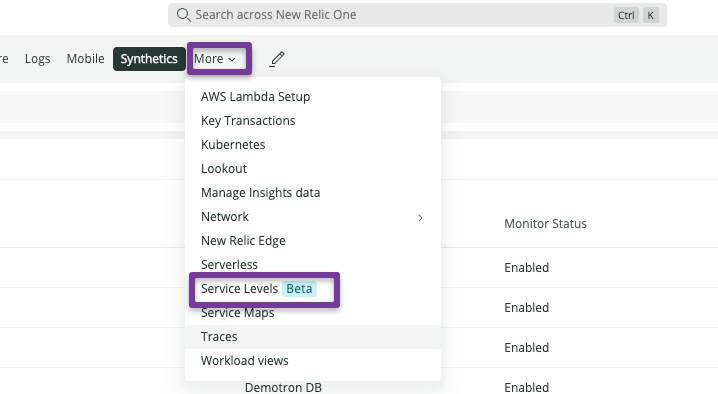 Search across New Relic One Ctrl K
re Logs Mobile Synthetics More
AWS Lambda Setup
Key Transactions
Kubernetes
Lookout
Manage Insights data
Network
Monitor Status
New Relic Edge
Serverless
Enabled
Service Levels Beta
Service Maps
Enabled
Traces
Enabled
Workload views
Demotron DB Enabled